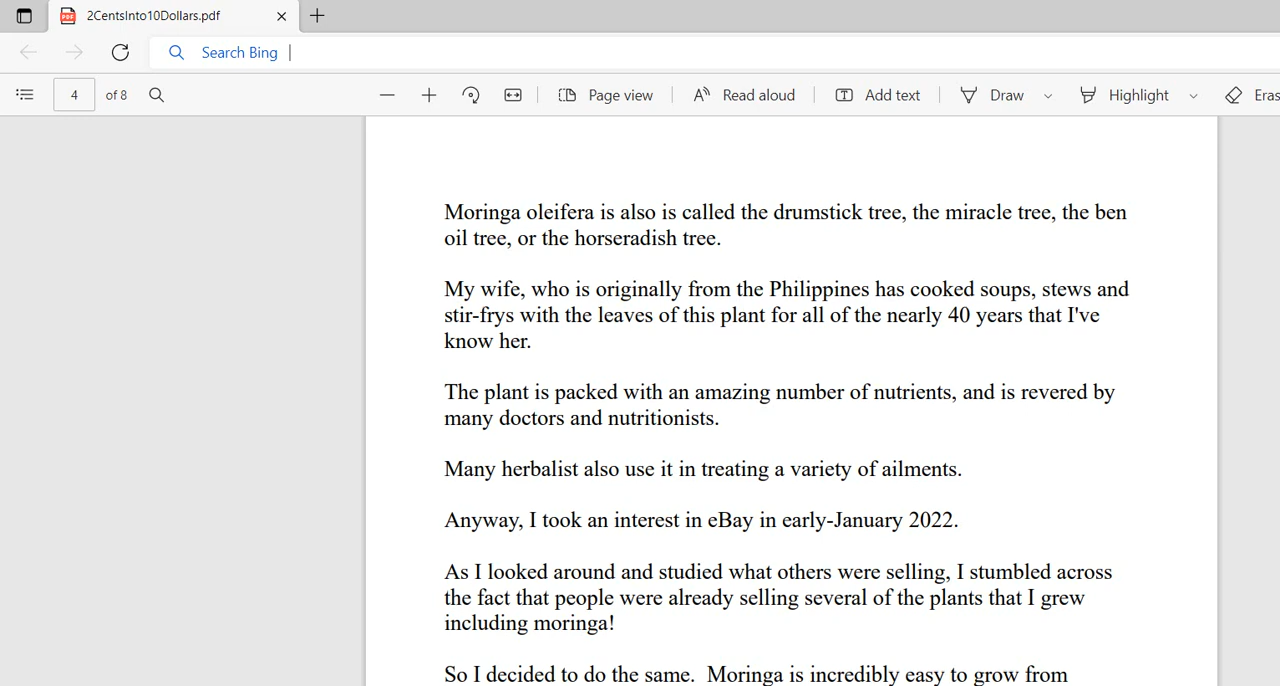 2CentsInto10Dollars.pdf
Search Bing
4 of 8 Page view Read aloud Add text Draw Highlight Eras
Moringa oleifera is also is called the drumstick tree, the miracle tree, the ben
oil tree, or the horseradish tree.
My wife, who is originally from the Philippines has cooked soups, stews and
stir-frys with the leaves of this plant for all of the nearly 40 years that I've
know her.
The plant is packed with an amazing number of nutrients, and is revered by
many doctors and nutritionists.
Many herbalist also use it in treating a variety of ailments.
Anyway, I took an interest in eBay in early-January 2022.
As I looked around and studied what others were selling, I stumbled across
the fact that people were already selling several of the plants that I grew
including moringa!
So I decided to do the same.  Moringa is incredibly easy to grow from